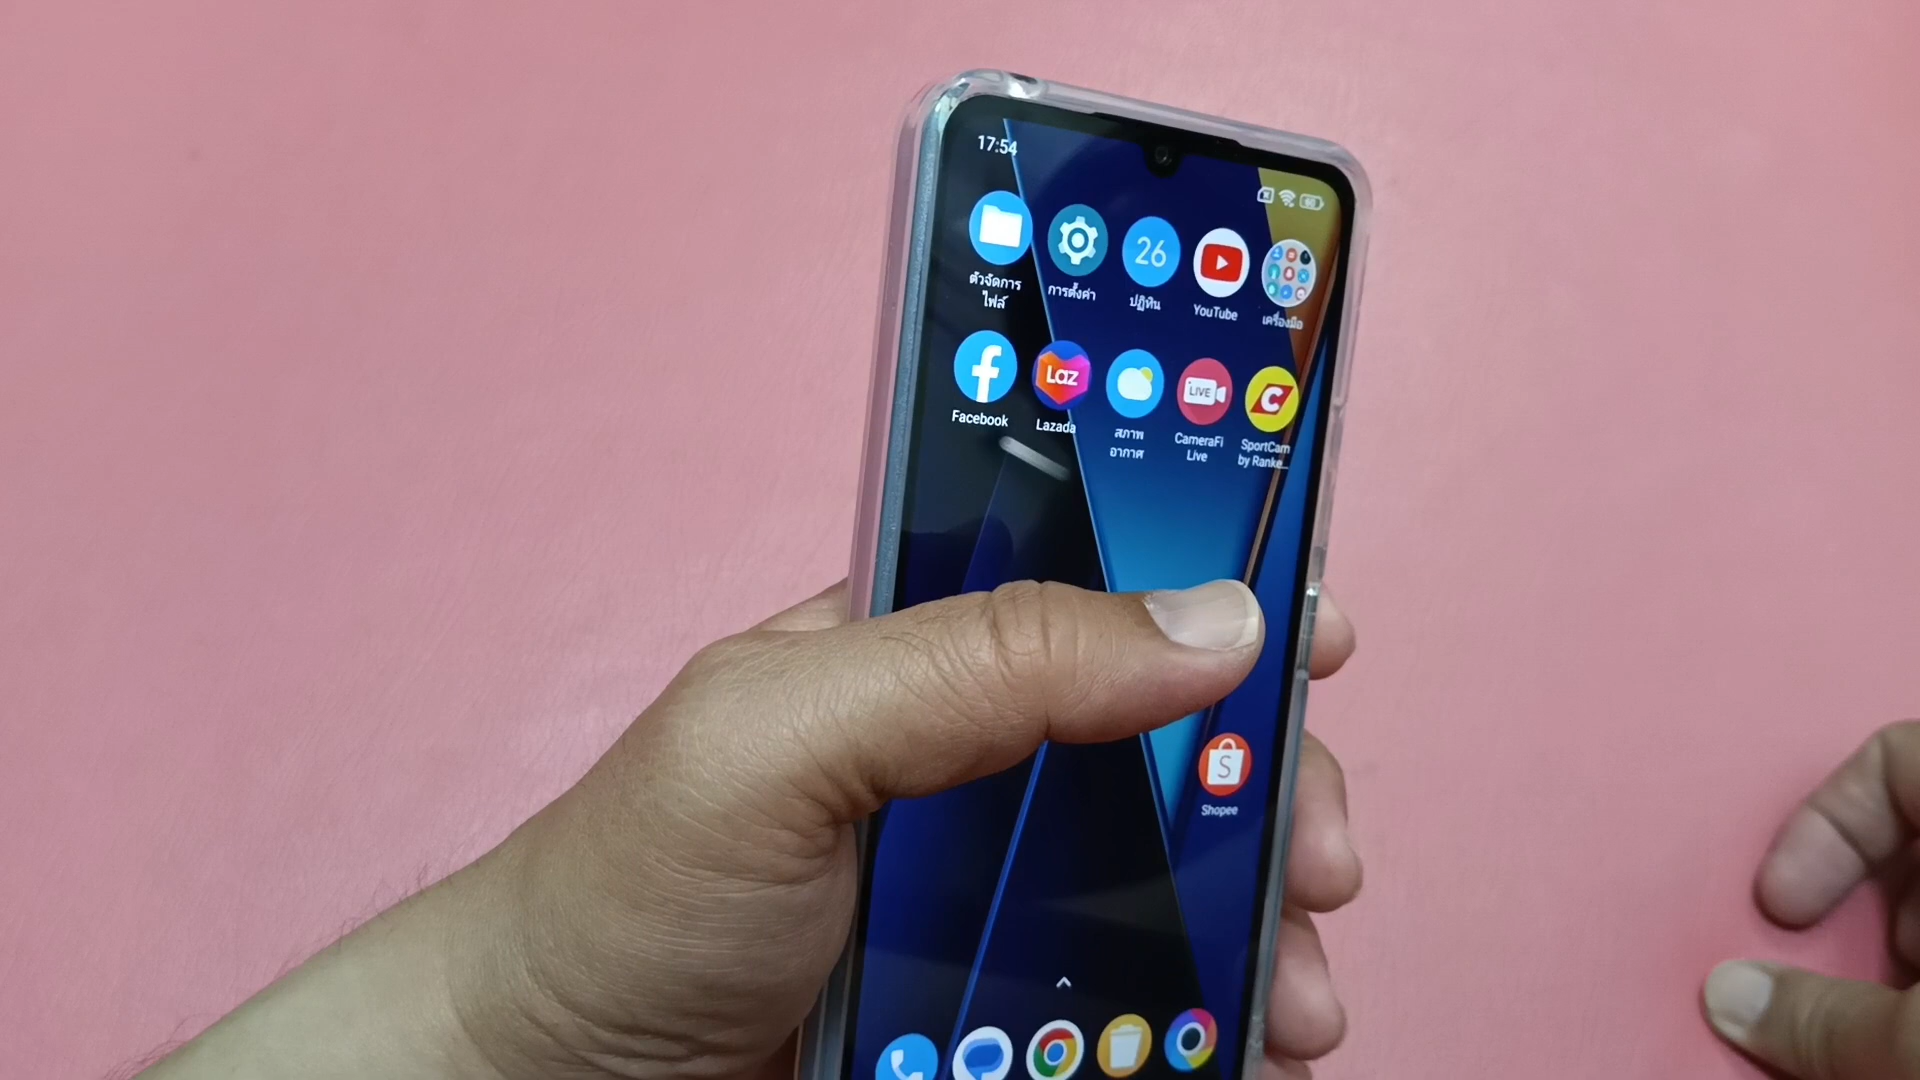 17:54
60
26
ตัวจัดการ
ไฟล์
การตั้งค่า
ปฏิทิน
YouTube
เครื่องมือ
Laz
LIVE
C
Facebook
Lazada
สภาพ
อากาศ
CameraFi
Live
SportCam
by Ranke...
S
Shopee